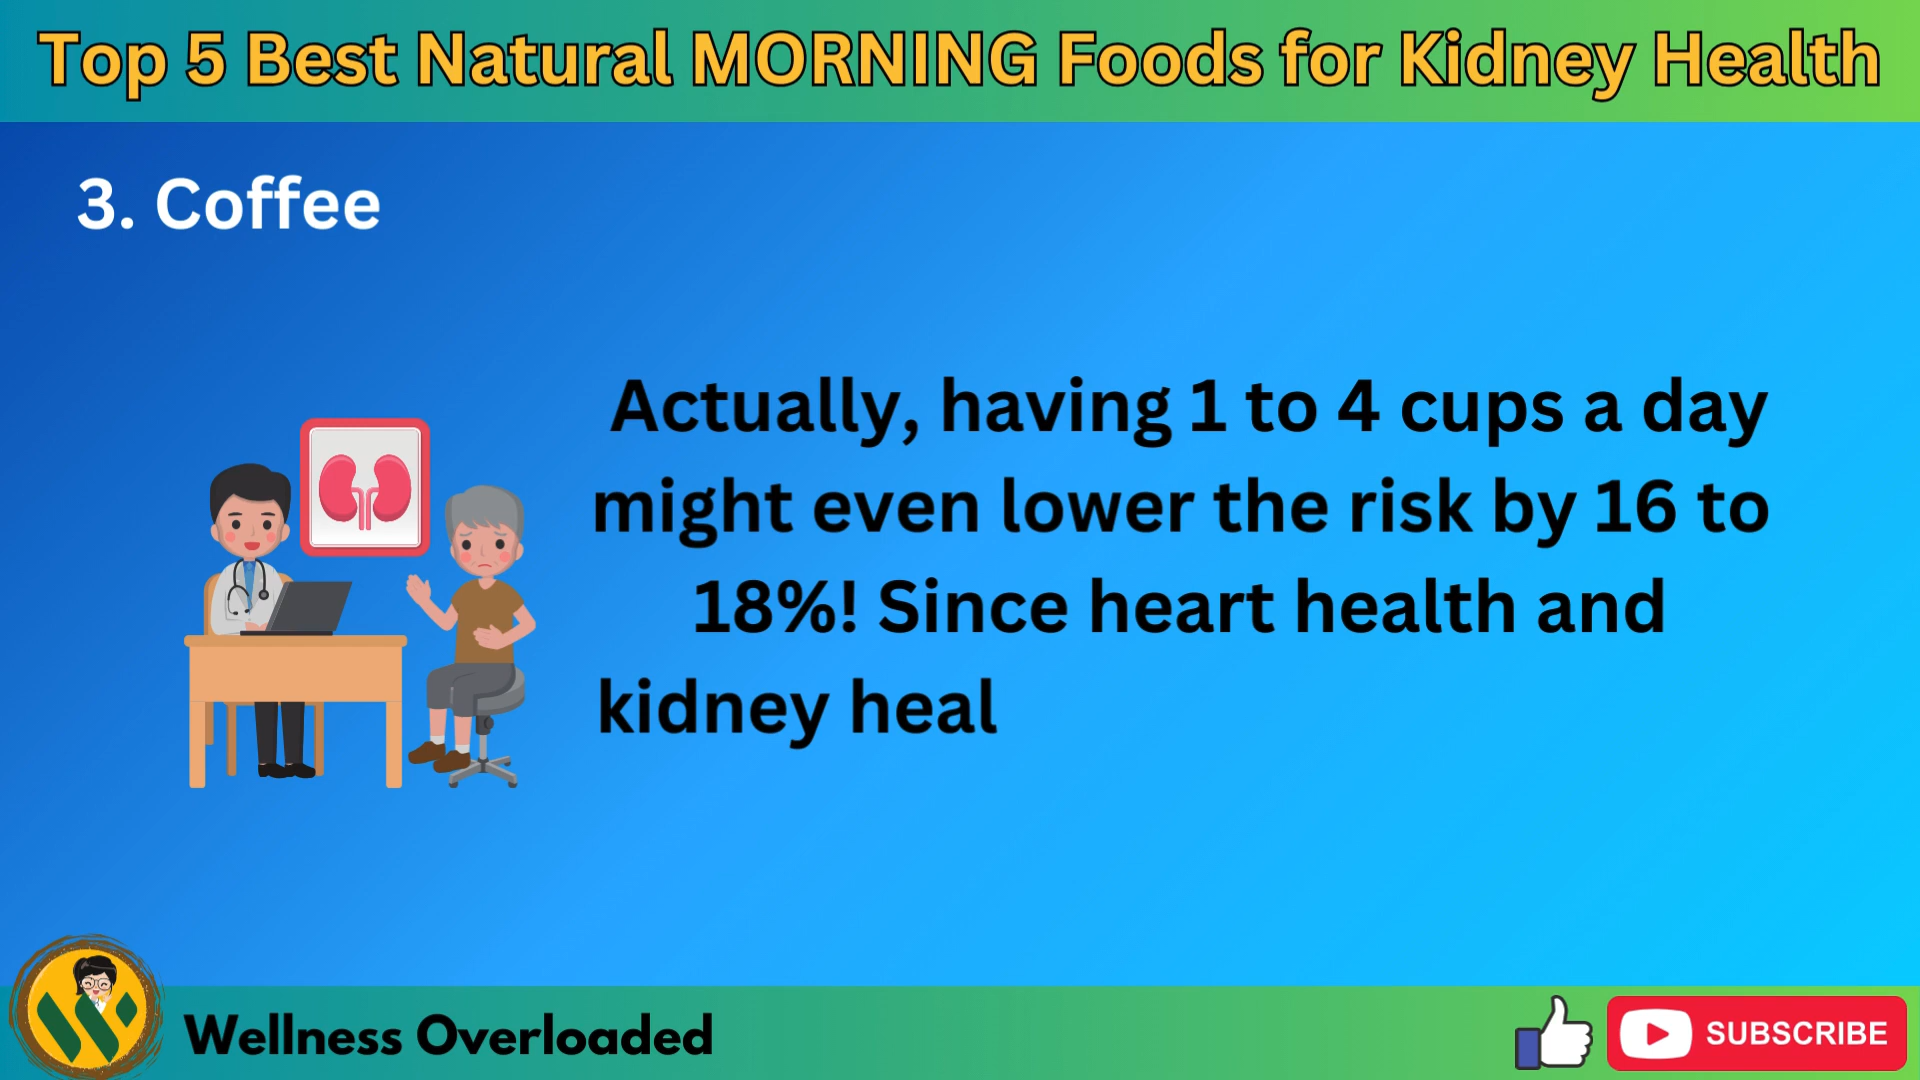 Top 5 Best Natural MORNING Foods for Kidney Health
3. Coffee
Actually, having 1 to 4 cups a day
might even lower the risk by 16 to
18%! Since heart health and
kidney heal
Wellness Overloaded
SUBSCRIBE